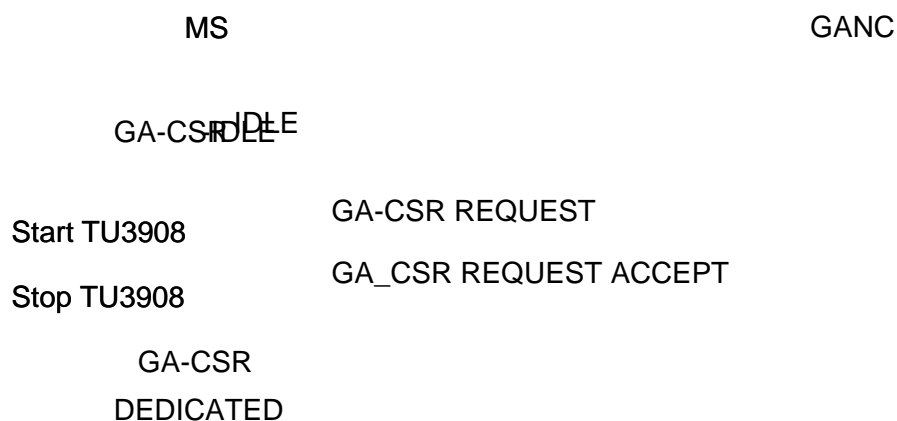 MS GANC
GA-CSR-IDLE
GA-CSR REQUEST
Start TU3908
GA_CSR REQUEST ACCEPT
Stop TU3908
GA-CSR
DEDICATED